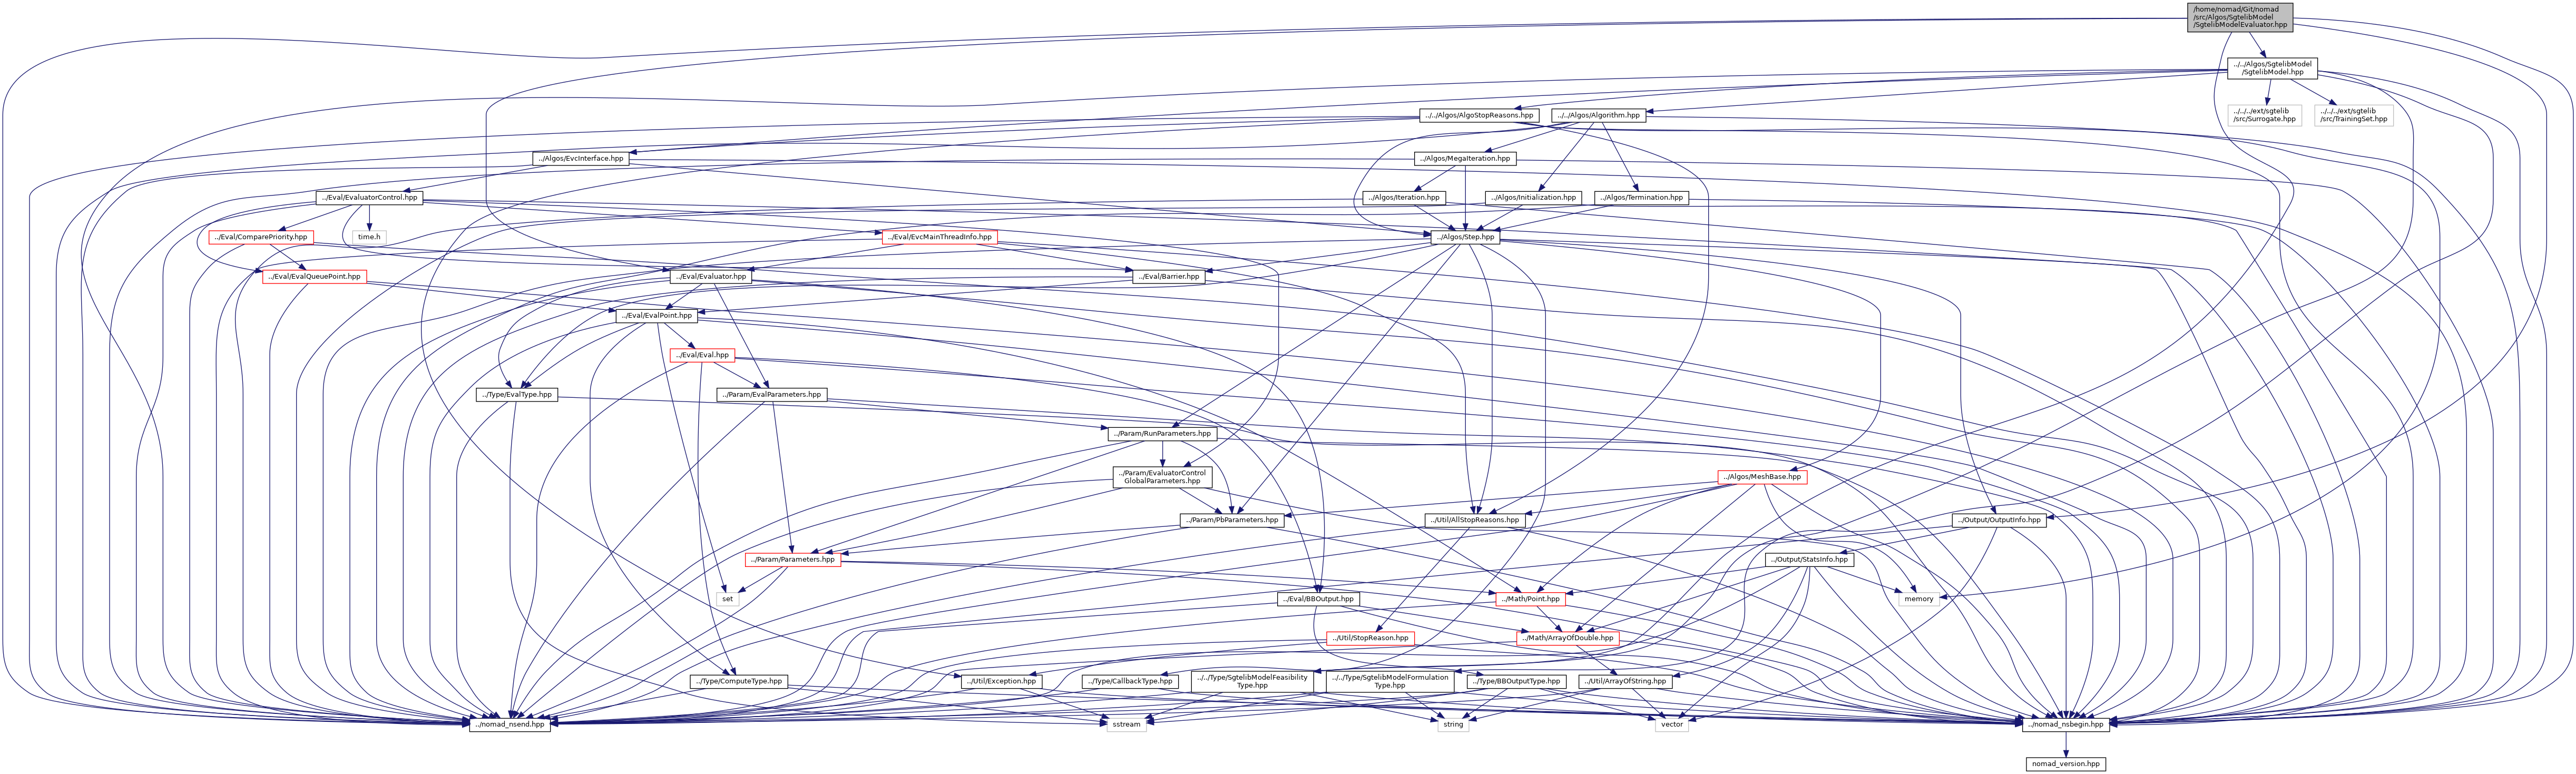 /home/nomad/Git/nomad
/src/Algos/SgtelibModel
/SgtelibModelEvaluator.hpp
../../Algos/SgtelibModel
/SgtelibModel.hpp
../../Algos/AlgoStopReasons.hpp
../../Algos/Algorithm.hpp
../../../ext/sgtelib
/src/Surrogate.hpp
../../../ext/sgtelib
/src/TrainingSet.hpp
../Algos/EvcInterface.hpp
../Algos/MegaIteration.hpp
../Eval/EvaluatorControl.hpp
../Algos/Iteration.hpp
../Algos/Initialization.hpp
../Algos/Termination.hpp
../Eval/ComparePriority.hpp
time.h
../Eval/EvcMainThreadInfo.hpp
../Algos/Step.hpp
../Eval/EvalQueuePoint.hpp
../Eval/Evaluator.hpp
../Eval/Barrier.hpp
../Eval/EvalPoint.hpp
../Eval/Eval.hpp
../Type/EvalType.hpp
../Param/EvalParameters.hpp
../Param/RunParameters.hpp
../Param/EvaluatorControl
GlobalParameters.hpp
../Algos/MeshBase.hpp
../Param/PbParameters.hpp
../Util/AllStopReasons.hpp
../Output/OutputInfo.hpp
../Param/Parameters.hpp
../Output/StatsInfo.hpp
set
../Eval/BBOutput.hpp
../Math/Point.hpp
memory
../Util/StopReason.hpp
../Math/ArrayOfDouble.hpp
../Type/ComputeType.hpp
../Util/Exception.hpp
../Type/CallbackType.hpp
../../Type/SgtelibModelFeasibility
Type.hpp
../../Type/SgtelibModelFormulation
Type.hpp
../Type/BBOutputType.hpp
../Util/ArrayOfString.hpp
../nomad_nsend.hpp
sstream
string
vector
../nomad_nsbegin.hpp
nomad_version.hpp